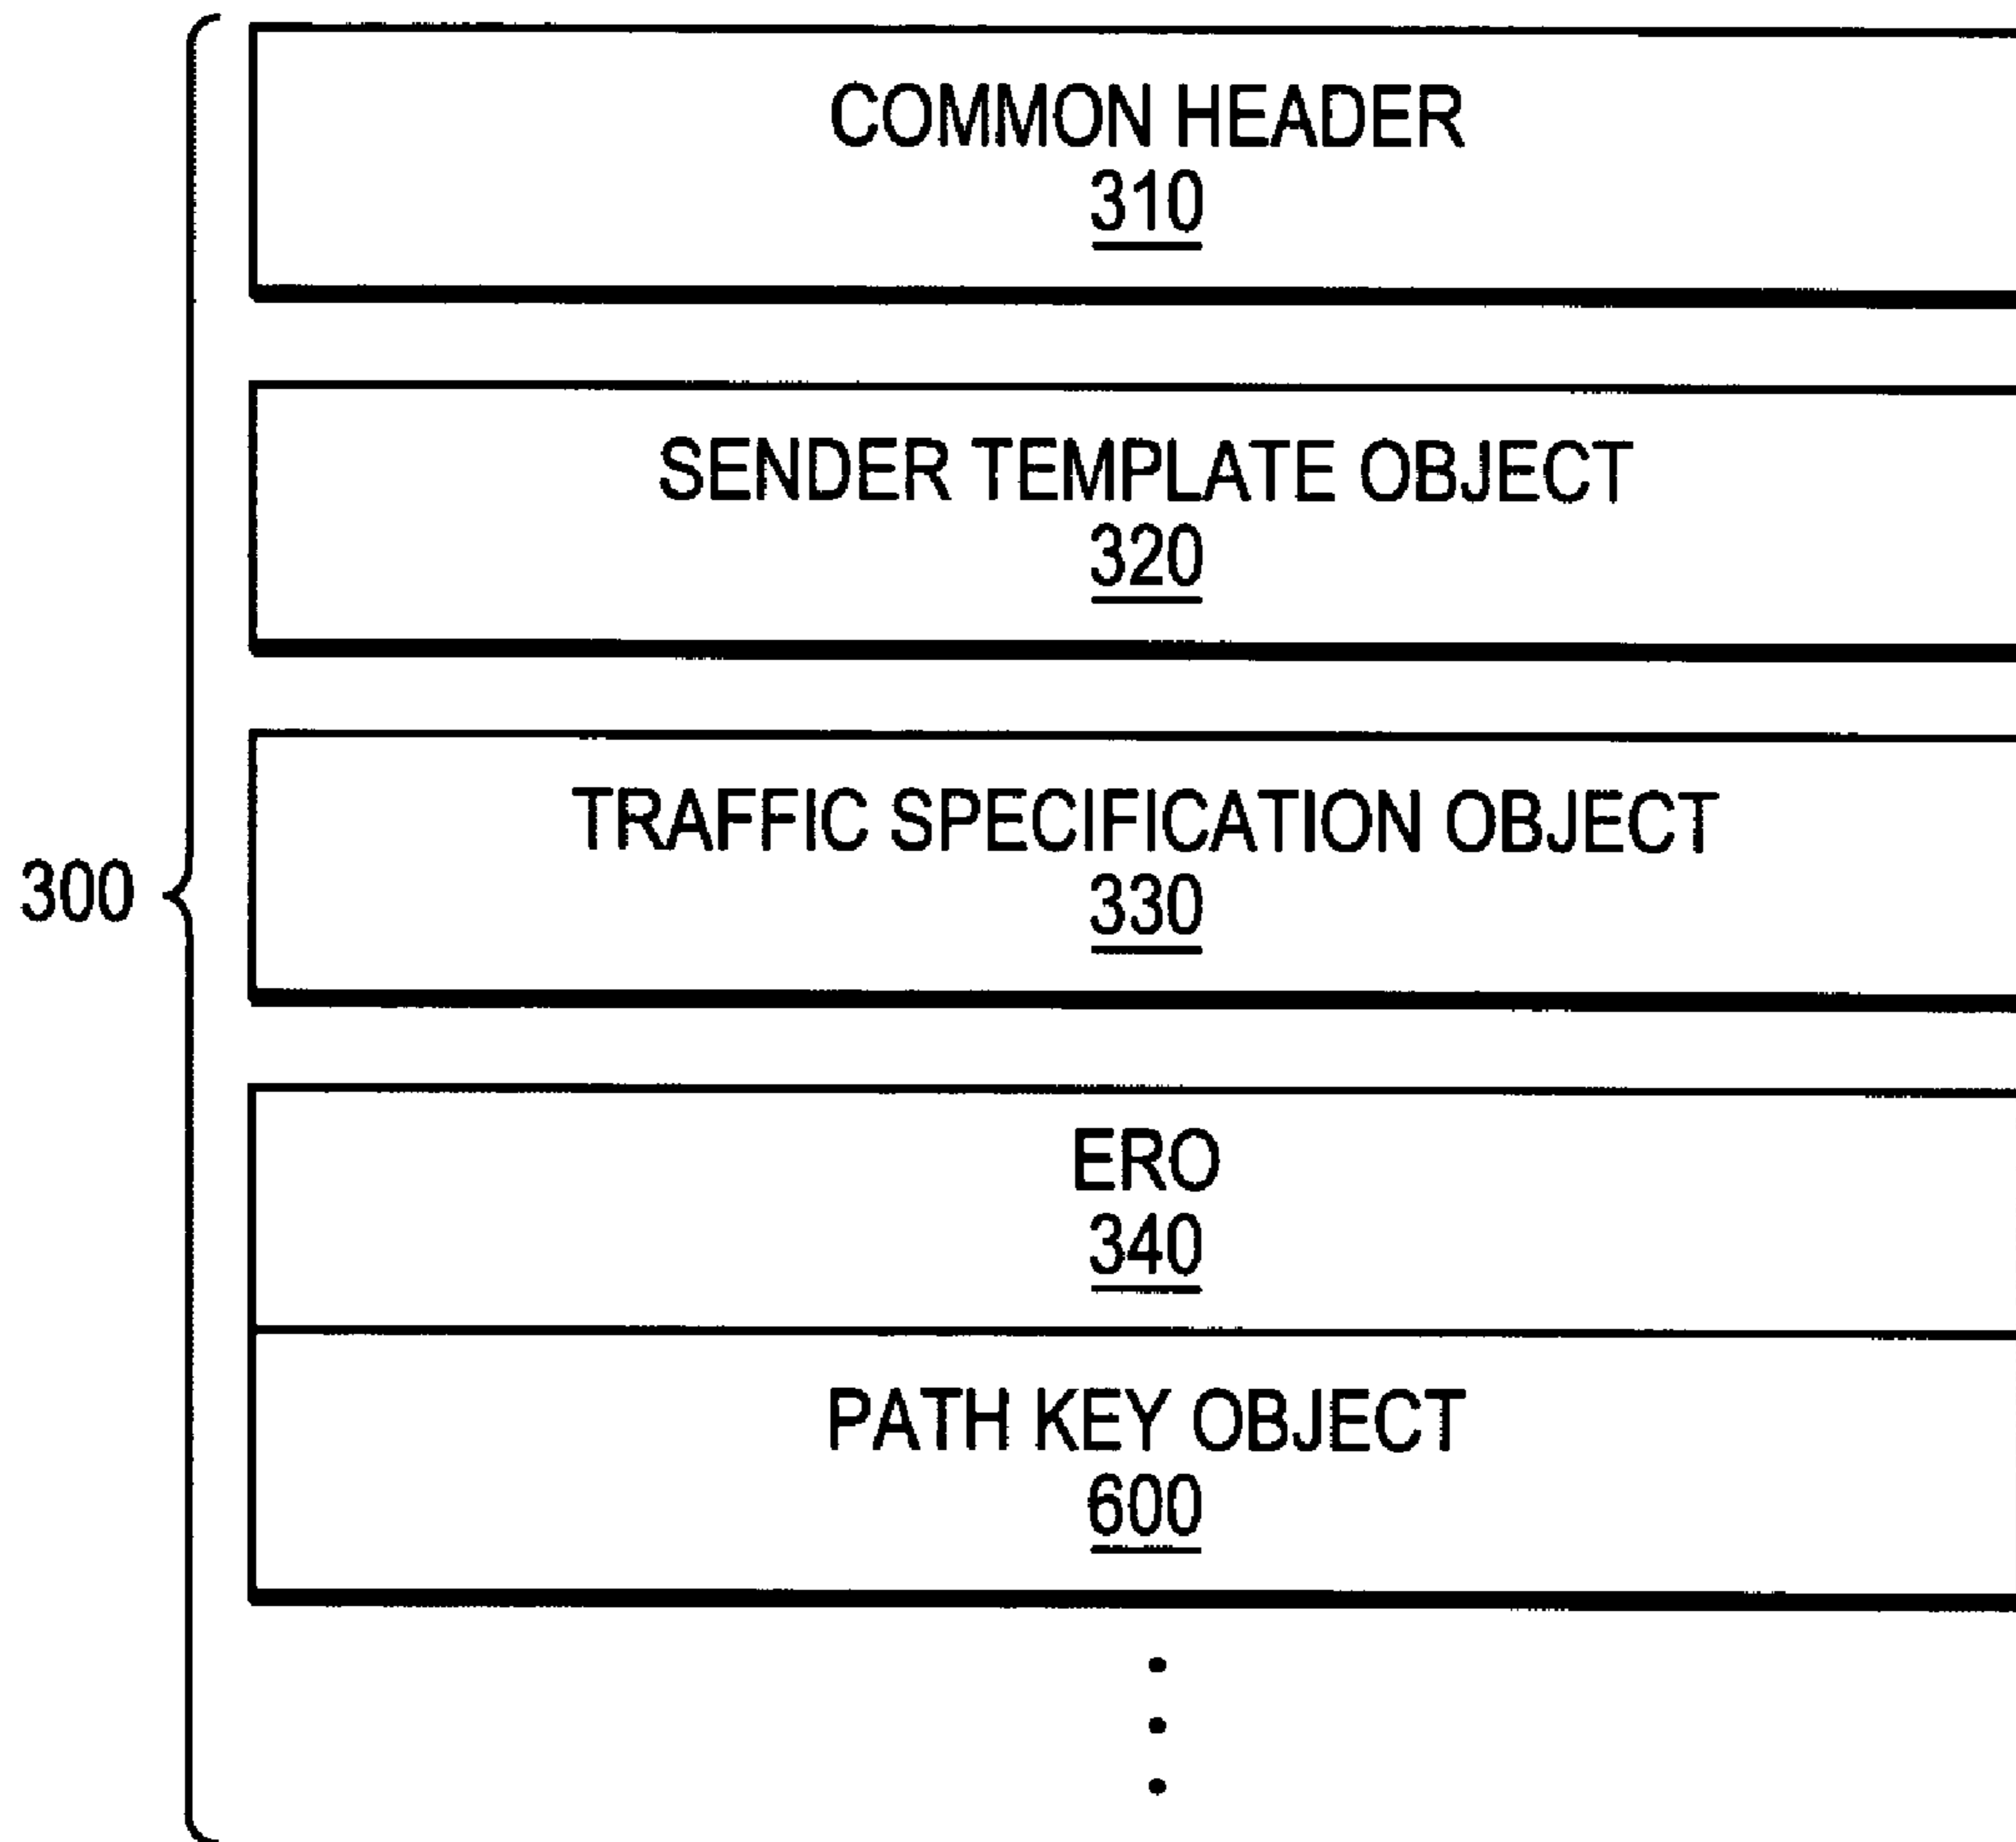 COMMON HEADER
310
SENDER TEMPLATE OBJECT
320
TRAFFIC SPECIFICATION OBJECT
330
300
ERO
340
PATH KEY OBJECT
600